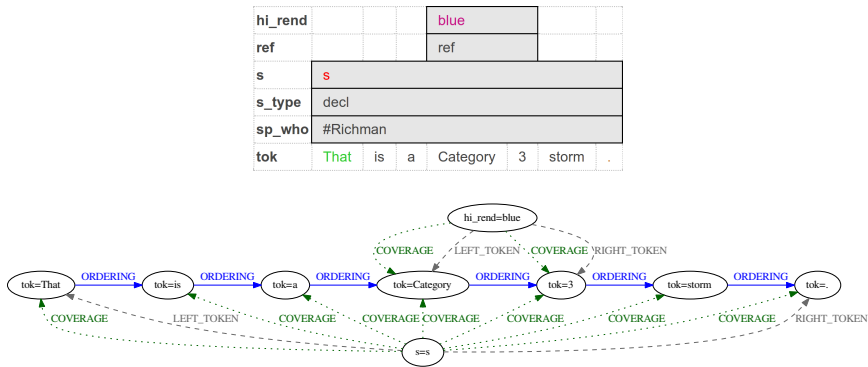 hi_rend blue
ref ref
s s
s_type decl
sp_who #Richman
tok That is a Category 3 storm .
hi_rend=blue
COVERAGE LEFT_TOKEN COVERAGE RIGHT_TOKEN
ORDERING ORDERING ORDERING ORDERING ORDERING ORDERING
tok=That tok=is tok=a tok=Category tok=3 tok=storm tok=.
COVERAGE LEFT_TOKEN COVERAGE COVERAGE COVERAGE COVERAGE COVERAGE COVERAGE RIGHT_TOKEN
s=s